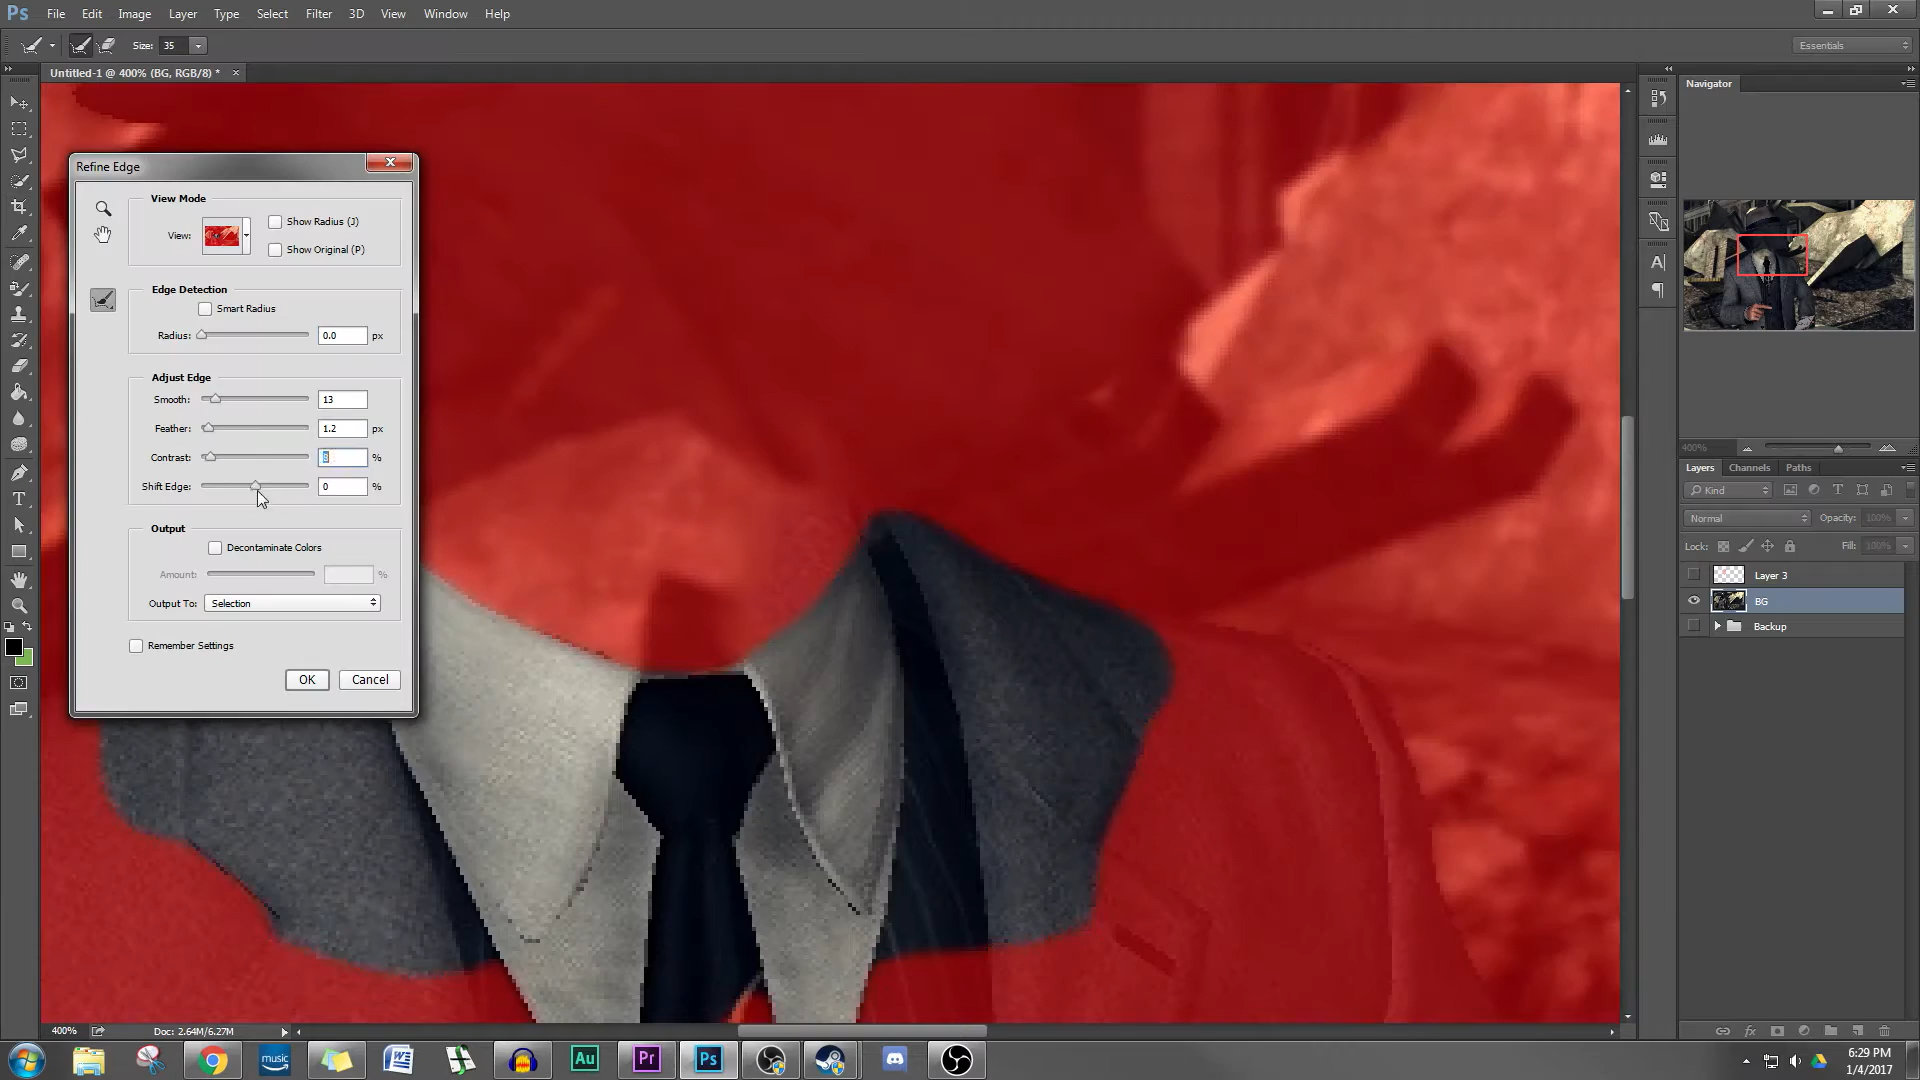 Ps File Edit Image Layer Type Select Filter 3D View Window Help
Size: 35
Essentials
Untitled-1 @ 400% (BG, RGB/8) *
Navigator
Refine Edge
View Mode
View:
Show Radius (J)
Show Original (P)
Edge Detection
Smart Radius
Radius: 0.0 px
Adjust Edge
Smooth: 13
Feather: 1.2 px
Contrast: 8 %
Shift Edge: 0 %
Output
Decontaminate Colors
Amount: %
Output To: Selection
Remember Settings
OK Cancel
400%
Layers Channels Paths
Kind
Normal Opacity: 100%
Lock: Fill: 100%
Layer 3
BG
Backup
400% Doc: 2.64M/6.27M
music
Au
Pr
Ps
6:29 PM
1/4/2017